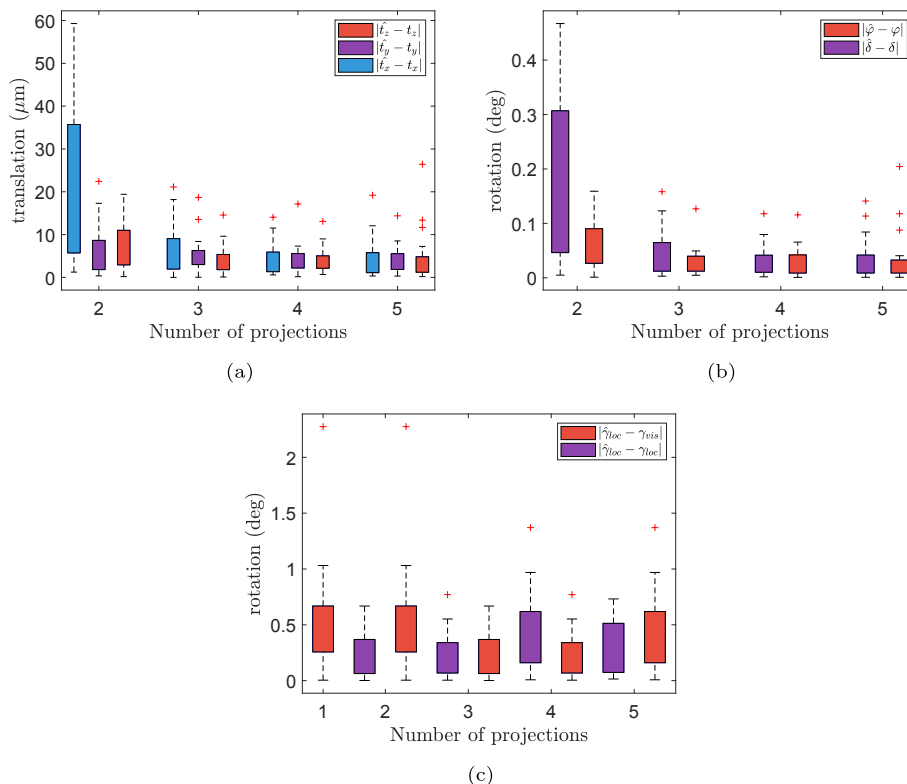 60
50
40
30
20
10
0
translation (μm)
|t̂_z − t_z|
|t̂_y − t_y|
|t̂_x − t_x|
2 3 4 5
Number of projections
(a)
0.4
0.3
0.2
0.1
0
rotation (deg)
|φ̂ − φ|
|δ̂ − δ|
2 3 4 5
Number of projections
(b)
2
1.5
1
0.5
0
rotation (deg)
|γ̂_loc − γ_vis|
|γ̂_loc − γ_loc|
1 2 3 4 5
Number of projections
(c)